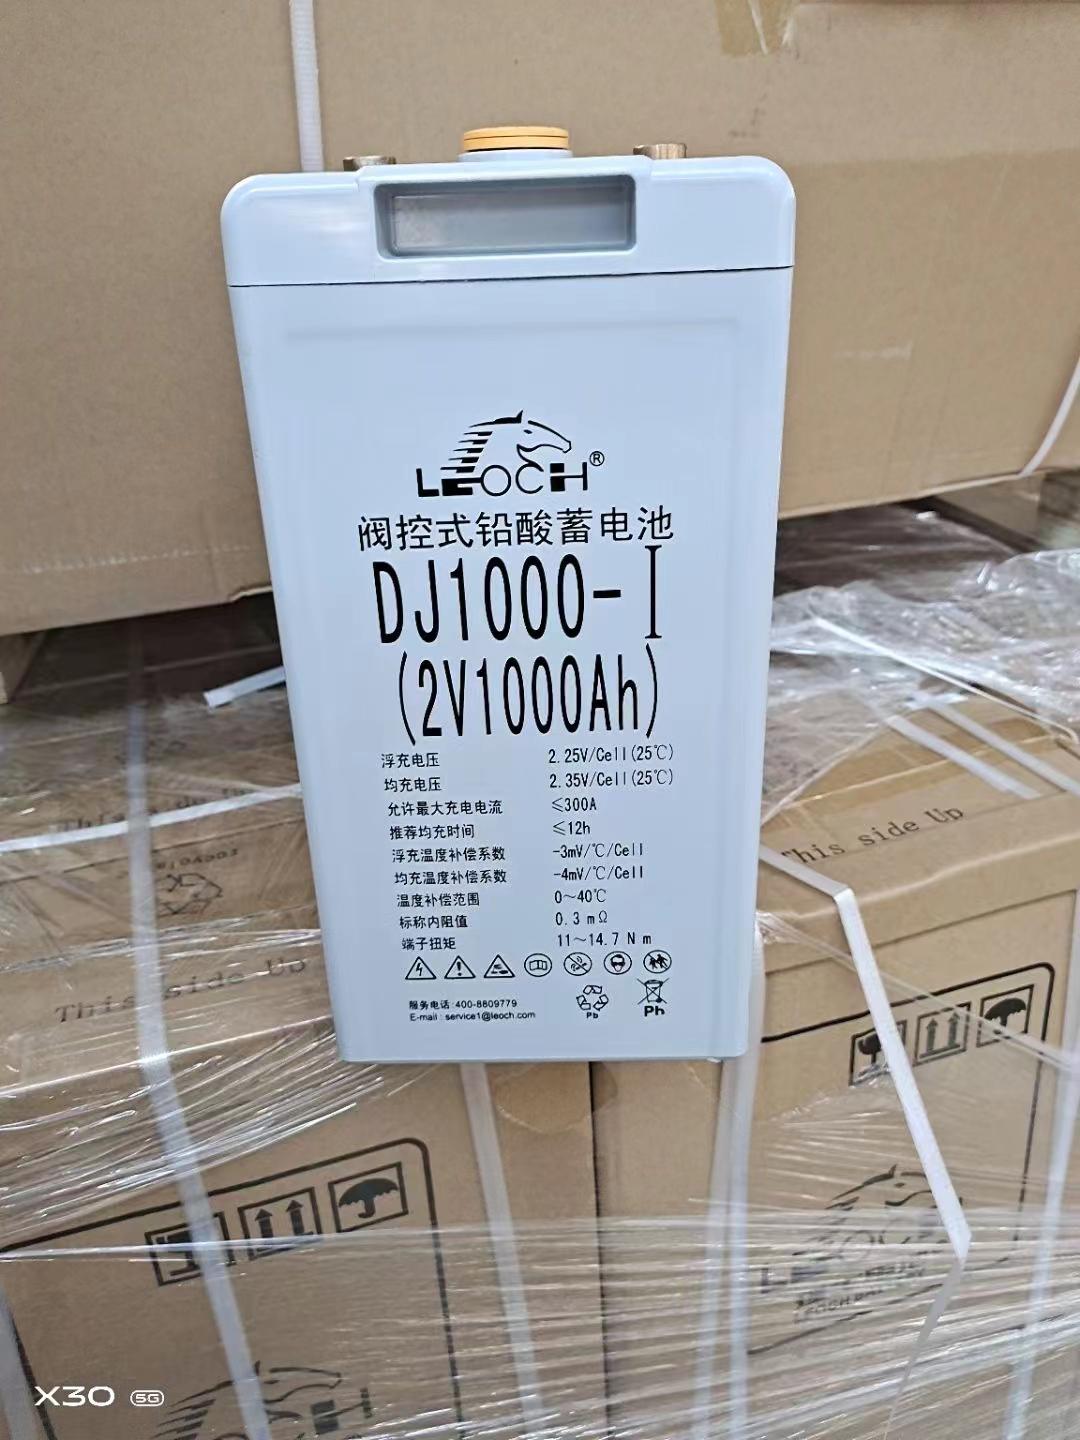 LEOCH®
阀控式铅酸蓄电池
DJ1000-I
(2V1000Ah)
浮充电压 2.25V/Cell(25℃)
均充电压 2.35V/Cell(25℃)
允许最大充电电流 ≤300A
推荐均充时间 ≤12h
浮充温度补偿系数 -3mV/℃/Cell
均充温度补偿系数 -4mV/℃/Cell
温度补偿范围 0~40℃
标称内阻值 0.3 mΩ
端子扭矩 11~14.7 N m
服务电话:400-8809779
E-mail : service1@leoch.com
Pb
Ph
This side Up
This side Up
LEOCH
X30 5G